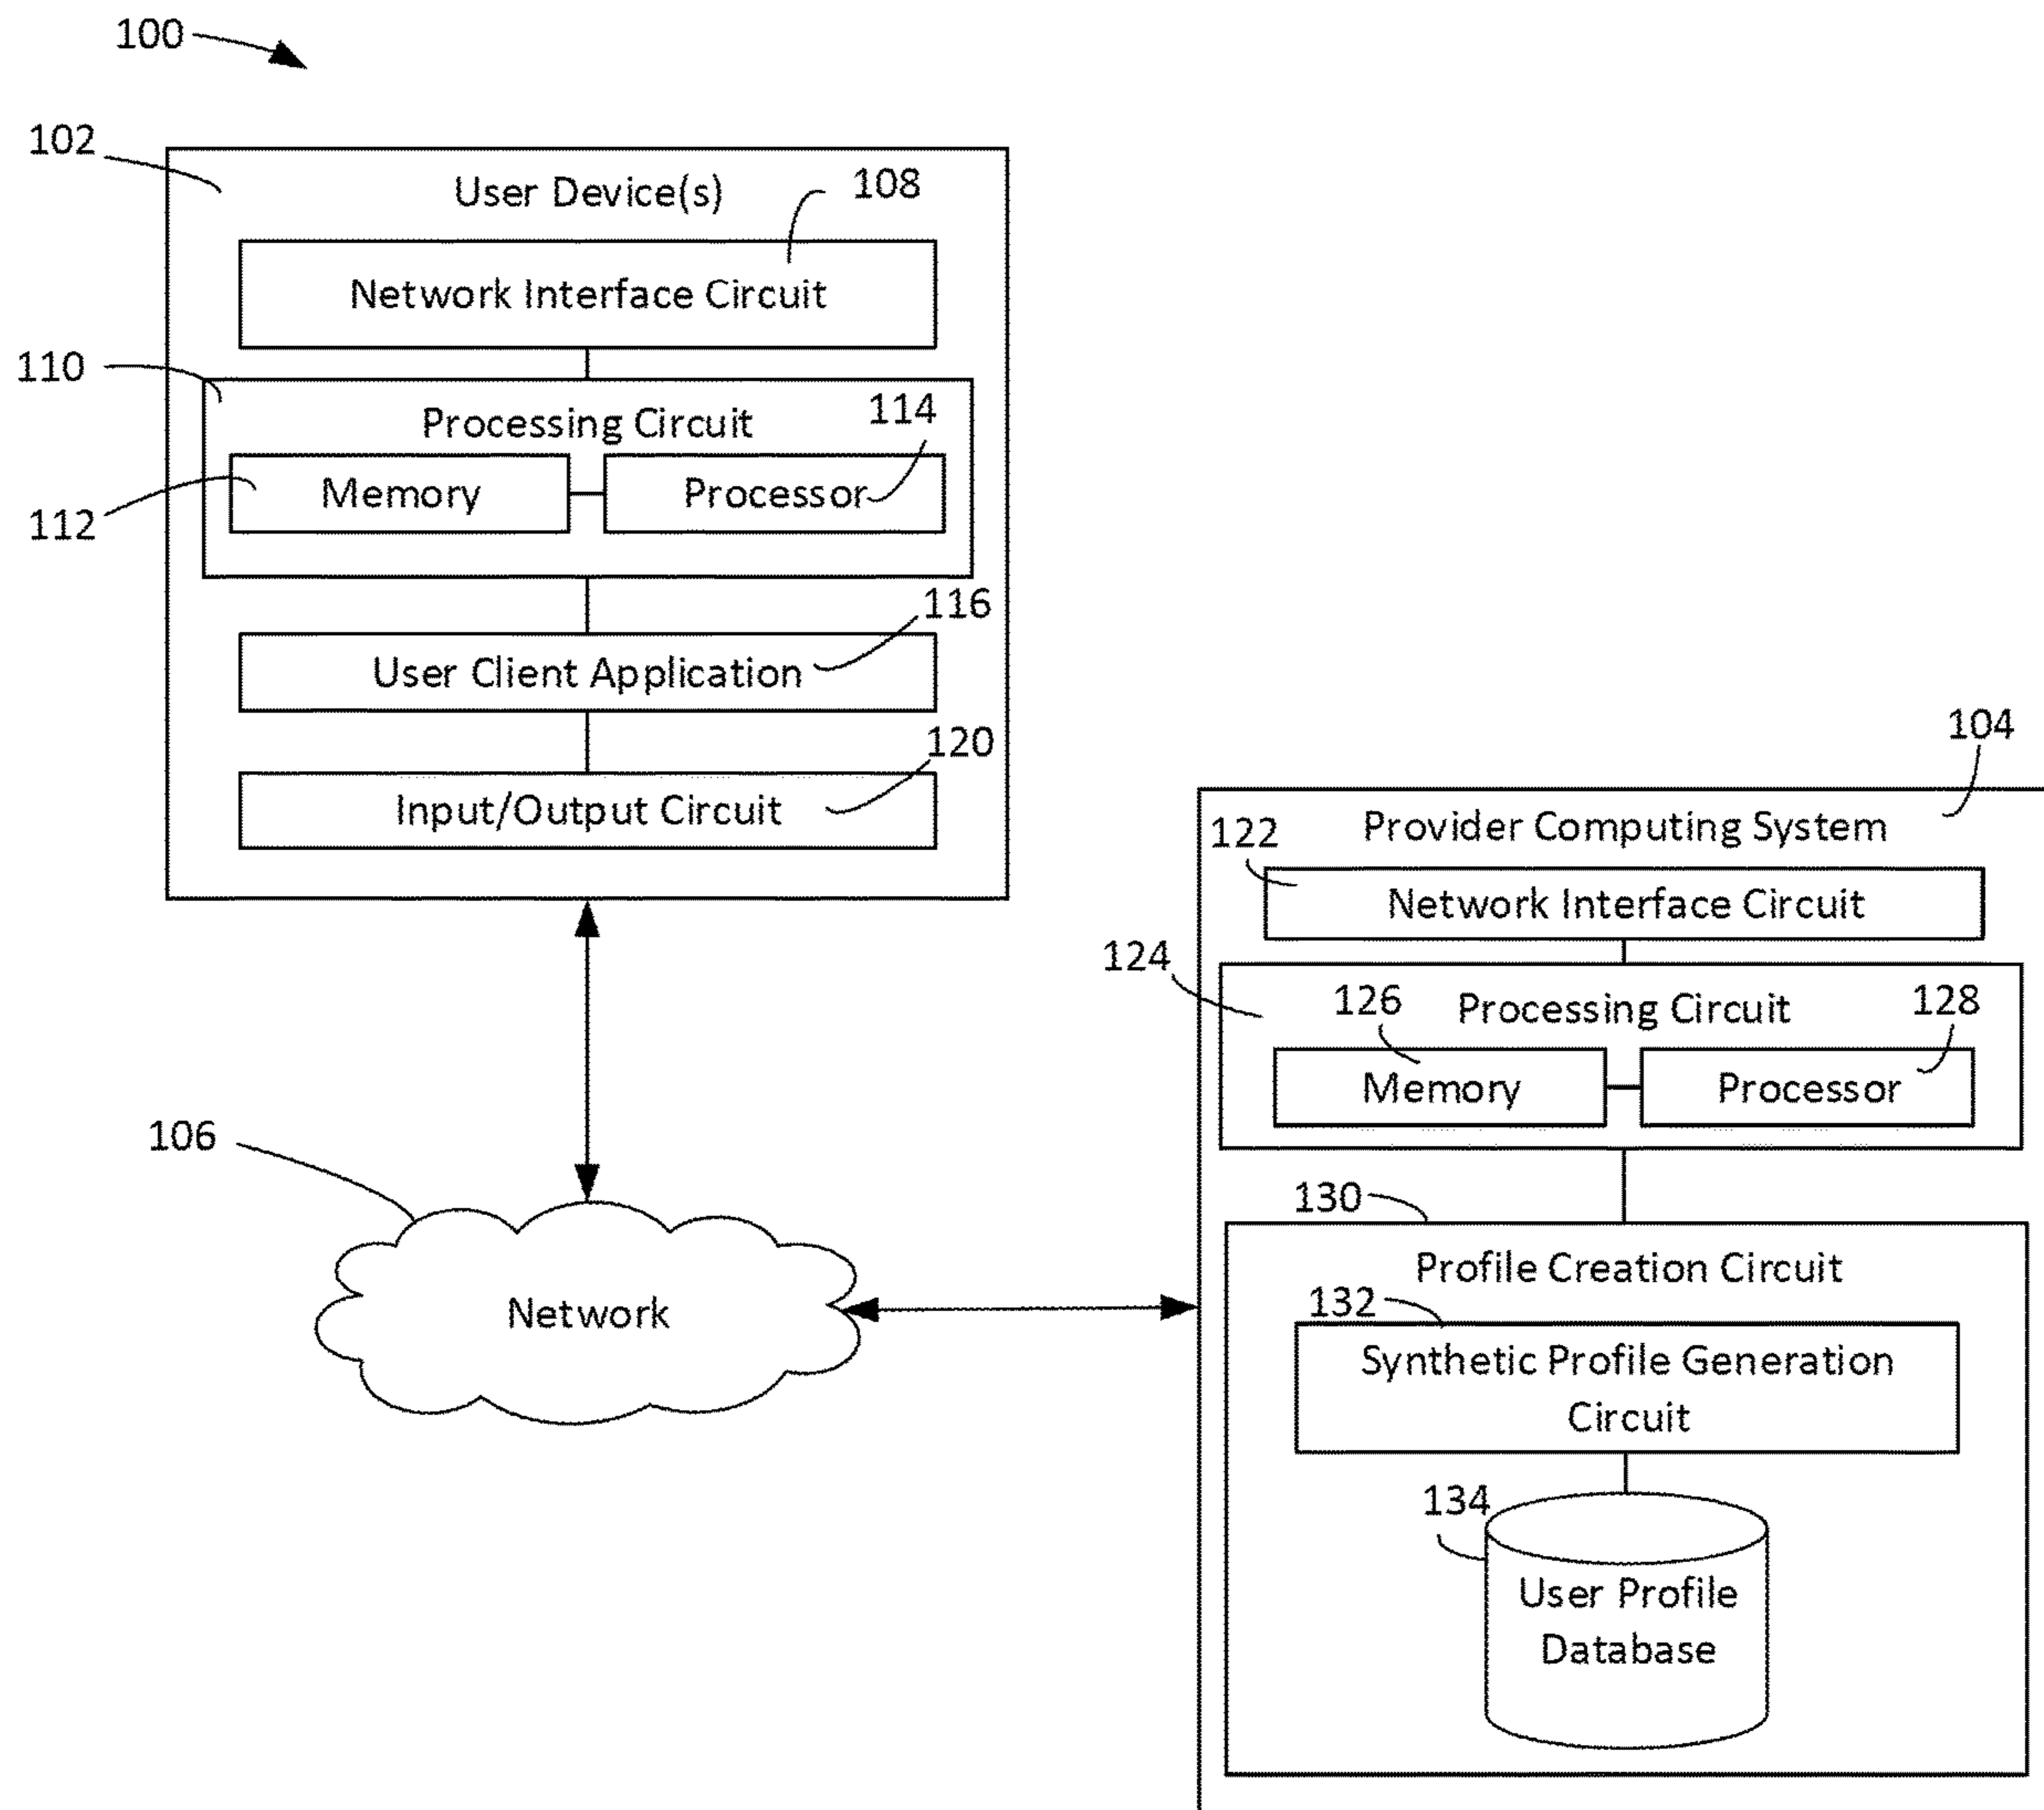 100
102
User Device(s)
108
Network Interface Circuit
110
Processing Circuit
114
Memory
Processor
112
116
User Client Application
120
Input/Output Circuit
104
Provider Computing System
122
Network Interface Circuit
124
126
Processing Circuit
128
Memory
Processor
106
130
Network
Profile Creation Circuit
132
Synthetic Profile Generation
Circuit
134
User Profile
Database